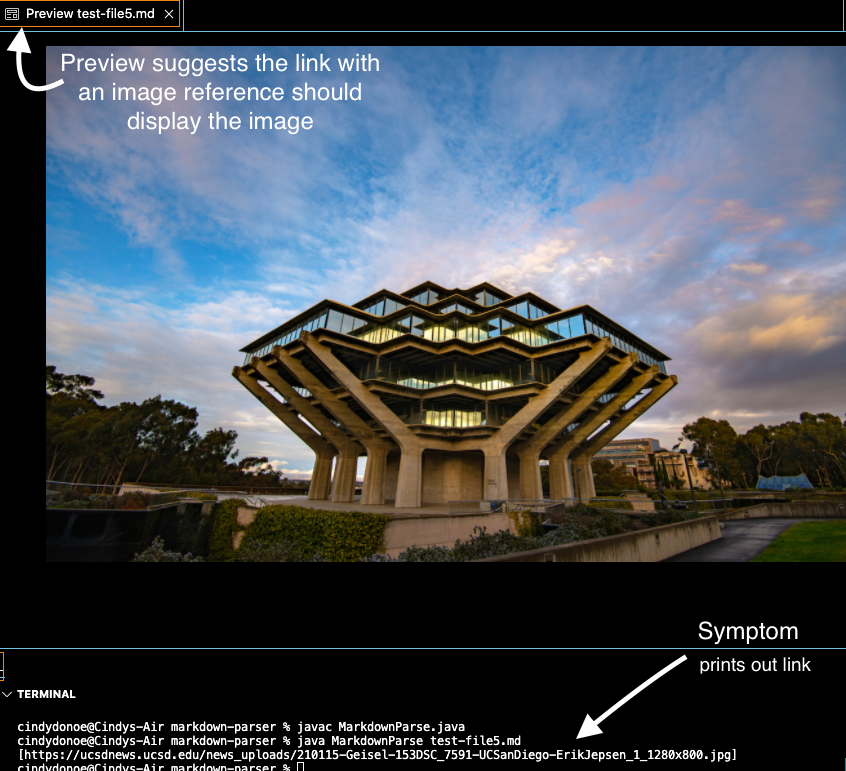 Preview test-file5.md
Preview suggests the link with
an image reference should
display the image
Symptom
prints out link
TERMINAL
cindydonoe@Cindys-Air markdown-parser % javac MarkdownParse.java
cindydonoe@Cindys-Air markdown-parser % java MarkdownParse test-file5.md
[https://ucsdnews.ucsd.edu/news_uploads/210115-Geisel-153DSC_7591-UCSanDiego-ErikJepsen_1_1280x800.jpg]
cindydonoe@Cindys-Air markdown-parser %